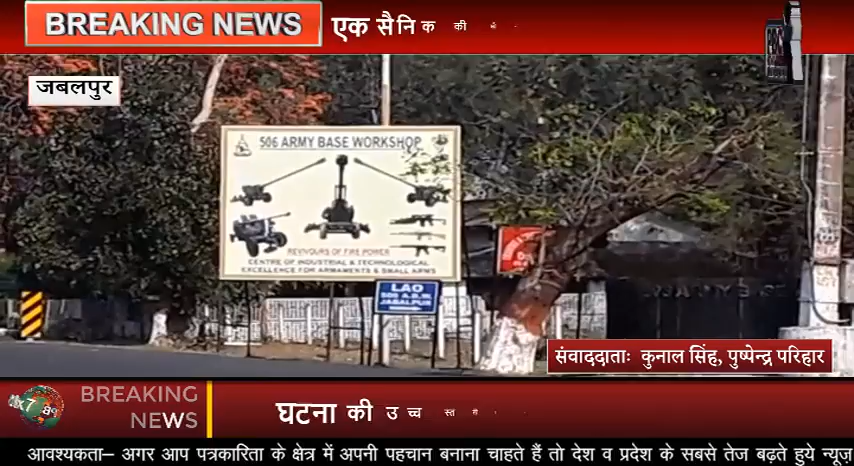 BREAKING NEWS
एक सैनिक की
जबलपुर
506 ARMY BASE WORKSHOP
REVNOURS OF FIRE POWER
CENTRE OF INDUSTRIAL & TECHNOLOGICAL
EXCELLENCE FOR ARMAMENTS & SMALL ARMS
LAO
506 A.B.W.
JABALPUR
संवाददाताः कुनाल सिंह, पुष्पेन्द्र परिहार
BREAKING
NEWS
घटना की उच्च
आवश्यकता– अगर आप पत्रकारिता के क्षेत्र में अपनी पहचान बनाना चाहते हैं तो देश व प्रदेश के सबसे तेज बढ़ते हुये न्यूज़